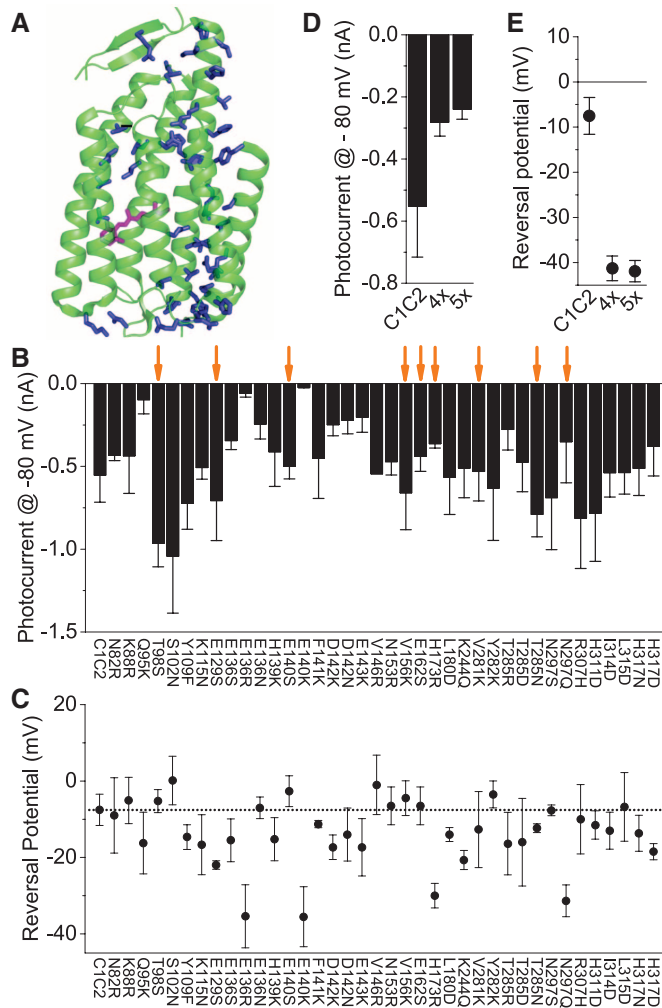 A
D
Photocurrent @ - 80 mV (nA)
0.0
-0.2
-0.4
-0.6
-0.8
C1C2
4x
5x
E
Reversal potential (mV)
10
0
-10
-20
-30
-40
C1C2
4x
5x
B
Photocurrent @ -80 mV (nA)
0.0
-0.5
-1.0
-1.5
C1C2
N82R
K88R
Q95K
T98S
S102N
Y109F
K115N
E129S
E136S
E136R
E136N
H139K
E140S
E140K
F141K
D142K
D142N
E143K
V146R
N153R
V156K
E162S
H173R
L180D
K244Q
V281K
Y282K
T285R
T285D
T285N
N297S
N297Q
R307H
H311D
I314D
L315D
H317N
H317D
C
Reversal Potential (mV)
20
0
-20
-40
C1C2
N82R
K88R
Q95K
T98S
S102N
Y109F
K115N
E129S
E136S
E136R
E136N
H139K
E140S
E140K
F141K
D142K
D142N
E143K
V146R
N153R
V156K
E162S
H173R
L180D
K244Q
V281K
Y282K
T285R
T285D
T285N
N297S
N297Q
R307H
H311D
I314D
L315D
H317N
H317D